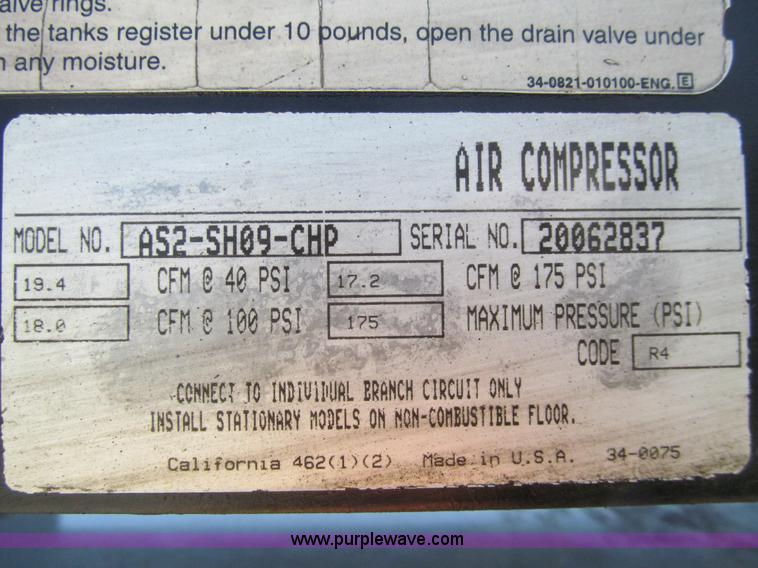 alve rings.
the tanks register under 10 pounds, open the drain valve under
any moisture.
34-0821-010100-ENG. E
AIR COMPRESSOR
MODEL NO. AS2-SH09-CHP SERIAL NO. 20062837
19.4 CFM @ 40 PSI 17.2 CFM @ 175 PSI
18.0 CFM @ 100 PSI 175 MAXIMUM PRESSURE (PSI)
CODE R4
CONNECT TO INDIVIDUAL BRANCH CIRCUIT ONLY
INSTALL STATIONARY MODELS ON NON-COMBUSTIBLE FLOOR.
California 462(1)(2) Made in U.S.A. 34-0075
www.purplewave.com